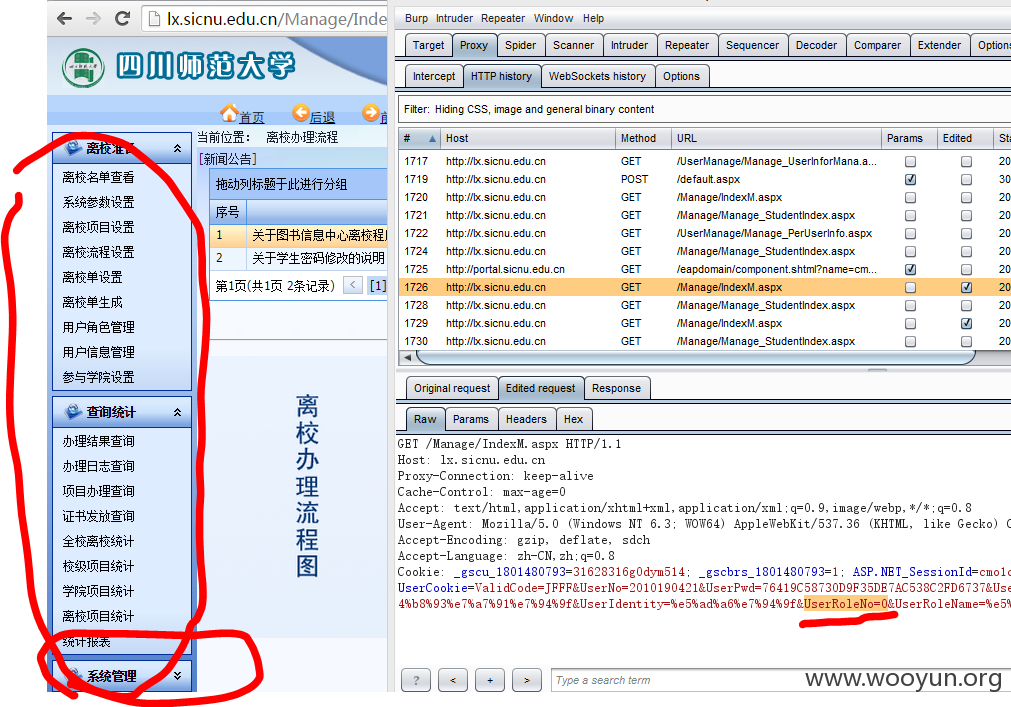 lx.sicnu.edu.cn/Manage/Inde
四川师范大学
首页
后退
当前位置: 离校办理流程
[新闻公告]
拖动列标题于此进行分组
序号
1 关于图书信息中心离校程
2 关于学生密码修改的说明
第1页(共1页 2条记录) < [1]
离校准备
离校名单查看
系统参数设置
离校项目设置
离校流程设置
离校单设置
离校单生成
用户角色管理
用户信息管理
参与学院设置
查询统计
办理结果查询
办理日志查询
项目办理查询
证书发放查询
全校离校统计
校级项目统计
学院项目统计
离校项目统计
统计报表
系统管理
离校办理流程图
Burp Intruder Repeater Window Help
Target Proxy Spider Scanner Intruder Repeater Sequencer Decoder Comparer Extender Option
Intercept HTTP history WebSockets history Options
Filter: Hiding CSS, image and general binary content
# Host Method URL Params Edited Sta
1717 http://lx.sicnu.edu.cn GET /UserManage/Manage_UserInforMana.a... 20
1719 http://lx.sicnu.edu.cn POST /default.aspx 30
1720 http://lx.sicnu.edu.cn GET /Manage/IndexM.aspx 20
1721 http://lx.sicnu.edu.cn GET /Manage/Manage_StudentIndex.aspx 20
1722 http://lx.sicnu.edu.cn GET /UserManage/Manage_PerUserInfo.aspx 20
1724 http://lx.sicnu.edu.cn GET /Manage/Manage_StudentIndex.aspx 20
1725 http://portal.sicnu.edu.cn GET /eapdomain/component.shtml?name=cm... 20
1726 http://lx.sicnu.edu.cn GET /Manage/IndexM.aspx 20
1728 http://lx.sicnu.edu.cn GET /Manage/Manage_StudentIndex.aspx 20
1729 http://lx.sicnu.edu.cn GET /Manage/IndexM.aspx 20
1730 http://lx.sicnu.edu.cn GET /Manage/Manage_StudentIndex.aspx 20
Original request Edited request Response
Raw Params Headers Hex
GET /Manage/IndexM.aspx HTTP/1.1
Host: lx.sicnu.edu.cn
Proxy-Connection: keep-alive
Cache-Control: max-age=0
Accept: text/html,application/xhtml+xml,application/xml;q=0.9,image/webp,*/*;q=0.8
User-Agent: Mozilla/5.0 (Windows NT 6.3; WOW64) AppleWebKit/537.36 (KHTML, like Gecko) C
Accept-Encoding: gzip, deflate, sdch
Accept-Language: zh-CN,zh;q=0.8
Cookie: _gscu_1801480793=31628316g0dym514; _gscbrs_1801480793=1; ASP.NET_SessionId=cmolc
UserCookie=ValidCode=JFFF&UserNo=2010190421&UserPwd=76419C58730D9F35DE7AC538C2FD6737&Use
4%b8%93%e7%a7%91%e7%94%9f&UserIdentity=%e5%ad%a6%e7%94%9f&UserRoleNo=0&UserRoleName=%e5%
? < + > Type a search term
www.wooyun.org